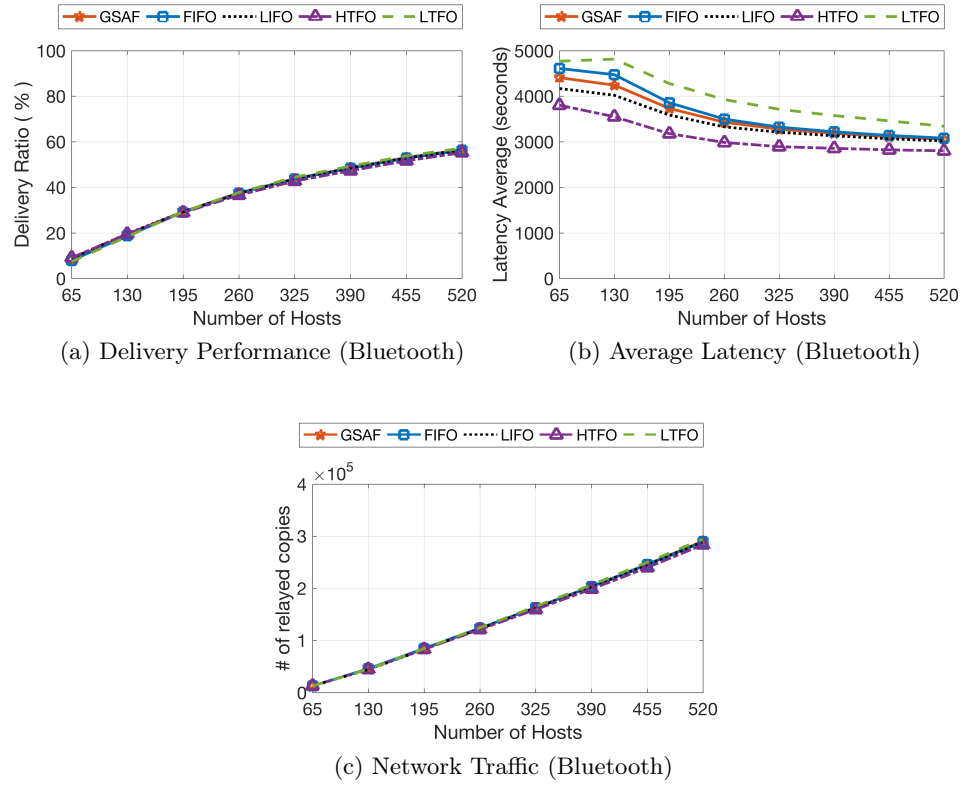 GSAF FIFO LIFO HTFO LTFO
Delivery Ratio ( % )
100
80
60
40
20
0
65 130 195 260 325 390 455 520
Number of Hosts
(a) Delivery Performance (Bluetooth)
GSAF FIFO LIFO HTFO LTFO
Latency Average (seconds)
5000
4000
3000
2000
1000
0
65 130 195 260 325 390 455 520
Number of Hosts
(b) Average Latency (Bluetooth)
GSAF FIFO LIFO HTFO LTFO
×10⁵
# of relayed copies
4
3
2
1
0
65 130 195 260 325 390 455 520
Number of Hosts
(c) Network Traffic (Bluetooth)